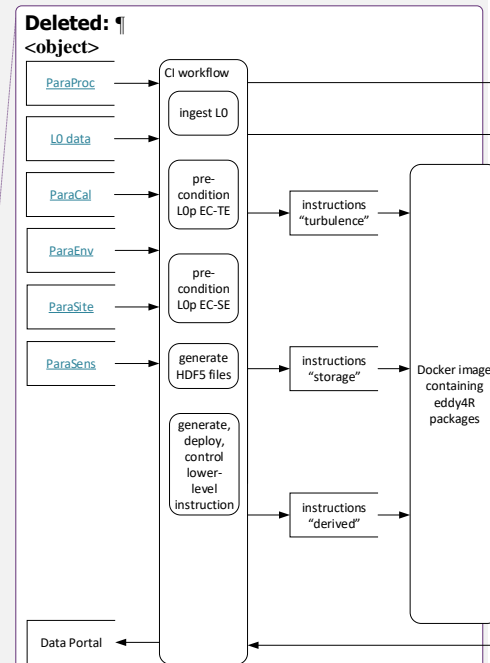 Deleted: ¶
<object>
ParaProc
L0 data
ParaCal
ParaEnv
ParaSite
ParaSens
Data Portal
CI workflow
ingest L0
pre-
condition
L0p EC-TE
pre-
condition
L0p EC-SE
generate
HDF5 files
generate,
deploy,
control
lower-
level
instruction
instructions
“turbulence”
instructions
“storage”
instructions
“derived”
Docker image
containing
eddy4R
packages